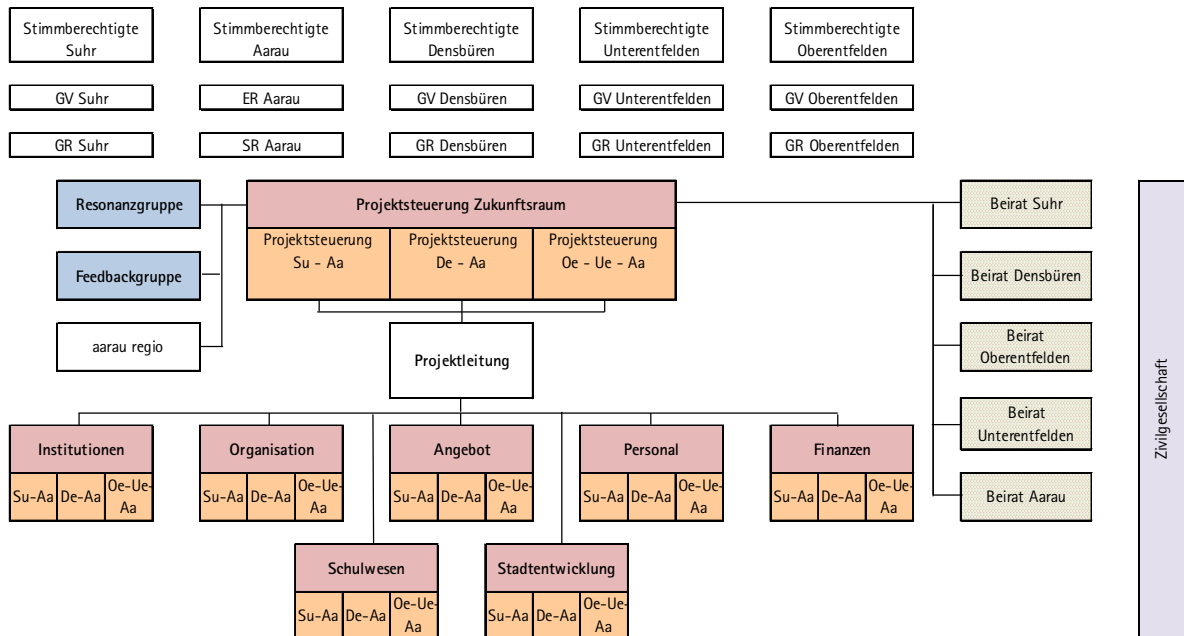 Stimmberechtigte
Suhr
Stimmberechtigte
Aarau
Stimmberechtigte
Densbüren
Stimmberechtigte
Unterentfelden
Stimmberechtigte
Oberentfelden
GV Suhr
ER Aarau
GV Densbüren
GV Unterentfelden
GV Oberentfelden
GR Suhr
SR Aarau
GR Densbüren
GR Unterentfelden
GR Oberentfelden
Resonanzgruppe
Feedbackgruppe
aarau regio
Projektsteuerung Zukunftsraum
Projektsteuerung
Su - Aa
Projektsteuerung
De - Aa
Projektsteuerung
Oe - Ue - Aa
Projektleitung
Beirat Suhr
Beirat Densbüren
Beirat
Oberentfelden
Beirat
Unterentfelden
Beirat Aarau
Zivilgesellschaft
Institutionen
Su-Aa
De-Aa
Oe-Ue-
Aa
Organisation
Su-Aa
De-Aa
Oe-Ue-
Aa
Angebot
Su-Aa
De-Aa
Oe-Ue-
Aa
Personal
Su-Aa
De-Aa
Oe-Ue-
Aa
Finanzen
Su-Aa
De-Aa
Oe-Ue-
Aa
Schulwesen
Su-Aa
De-Aa
Oe-Ue-
Aa
Stadtentwicklung
Su-Aa
De-Aa
Oe-Ue-
Aa